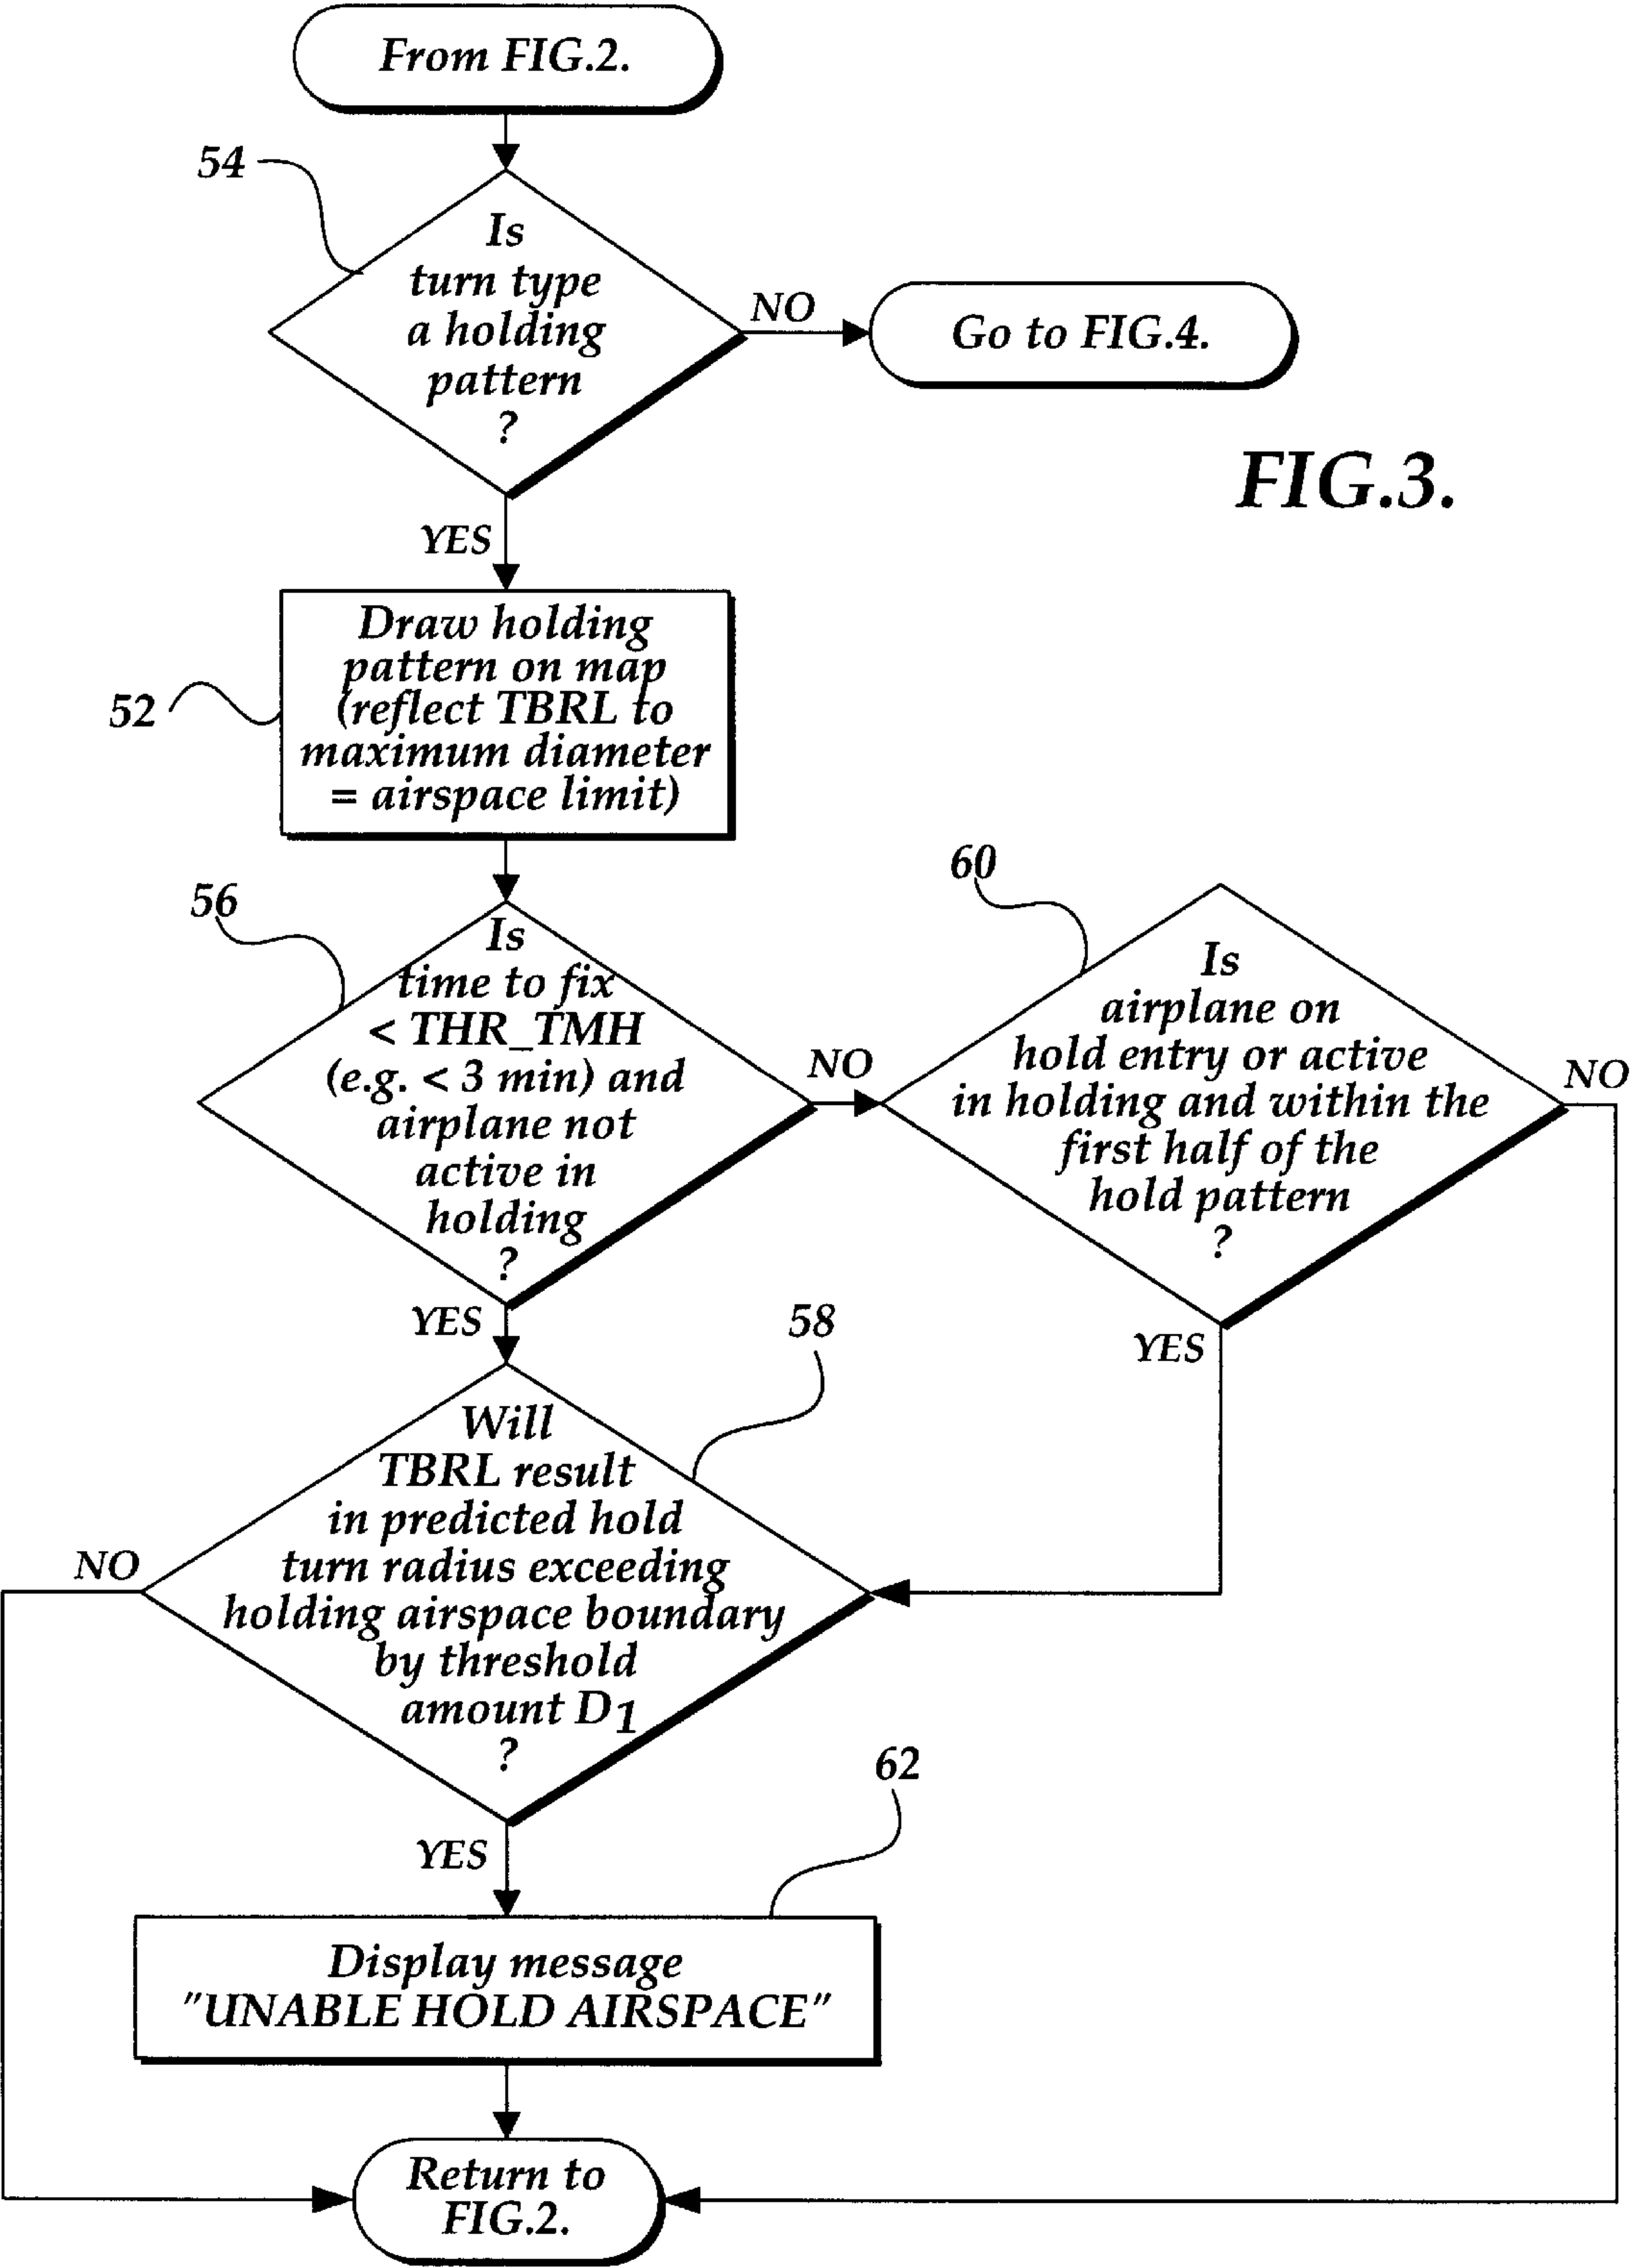 From FIG.2.
54
Is
turn type
a holding
pattern
?
NO
Go to FIG.4.
FIG.3.
YES
52
Draw holding
pattern on map
(reflect TBRL to
maximum diameter
= airspace limit)
56
Is
time to fix
< THR_TMH
(e.g. < 3 min) and
airplane not
active in
holding
?
NO
60
Is
airplane on
hold entry or active
in holding and within the
first half of the
hold pattern
?
NO
YES
YES
58
Will
TBRL result
in predicted hold
turn radius exceeding
holding airspace boundary
by threshold
amount D1
?
NO
YES
62
Display message
"UNABLE HOLD AIRSPACE"
Return to
FIG.2.